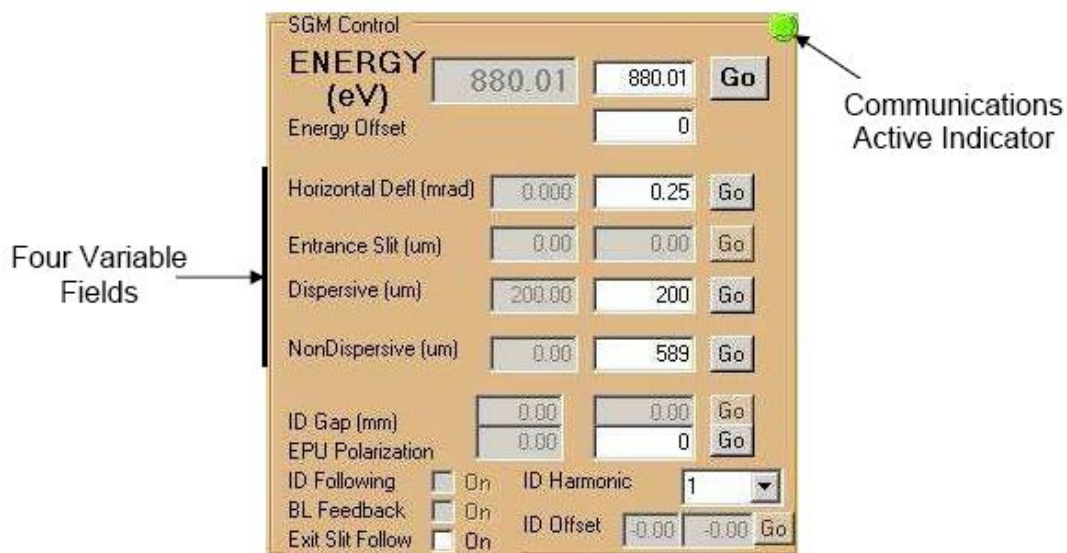 SGM Control
ENERGY (eV) 880.01 880.01 Go
Energy Offset 0
Communications
Active Indicator
Four Variable
Fields
Horizontal Defl (mrad) 0.000 0.25 Go
Entrance Slit (um) 0.00 0.00 Go
Dispersive (um) 200.00 200 Go
NonDispersive (um) 0.00 589 Go
ID Gap (mm) 0.00 0.00 Go
EPU Polarization 0.00 0 Go
ID Following On ID Harmonic 1
BL Feedback On ID Offset -0.00 -0.00 Go
Exit Slit Follow On